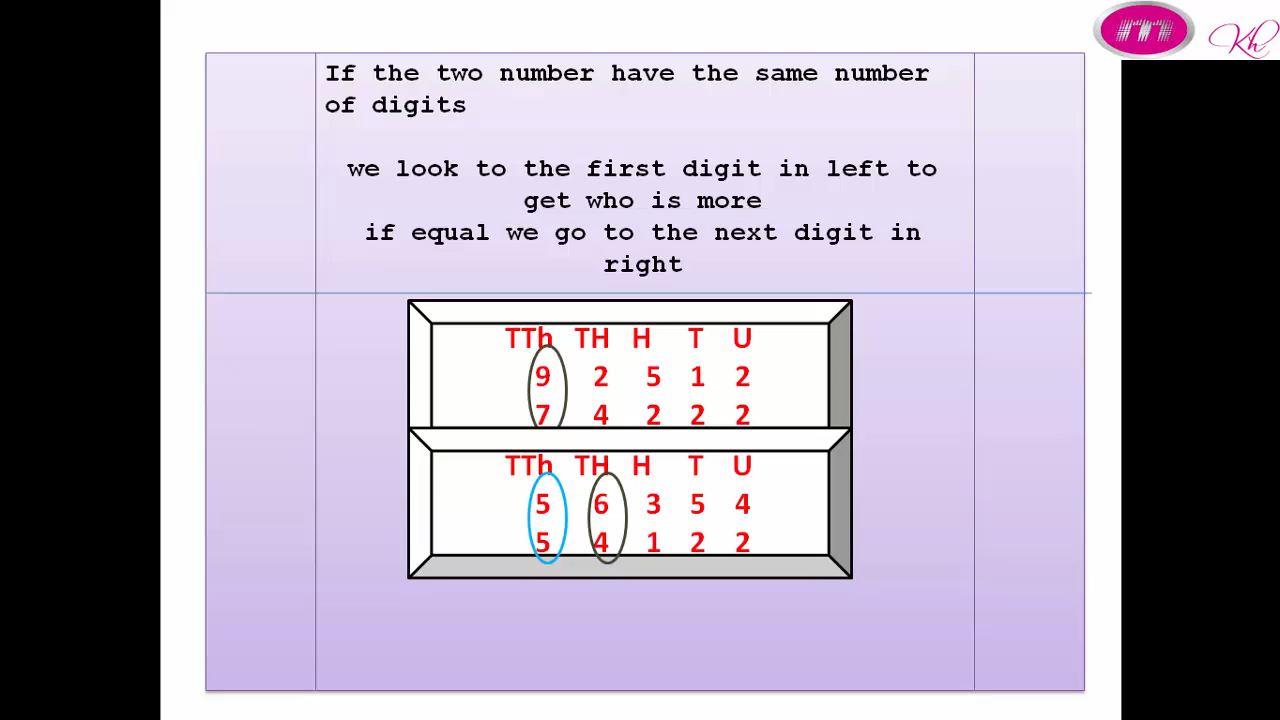 m
Kh
If the two number have the same number
of digits
we look to the first digit in left to
get who is more
if equal we go to the next digit in
right
TTh TH H T U
9 2 5 1 2
7 4 2 2 2
TTh TH H T U
5 6 3 5 4
5 4 1 2 2